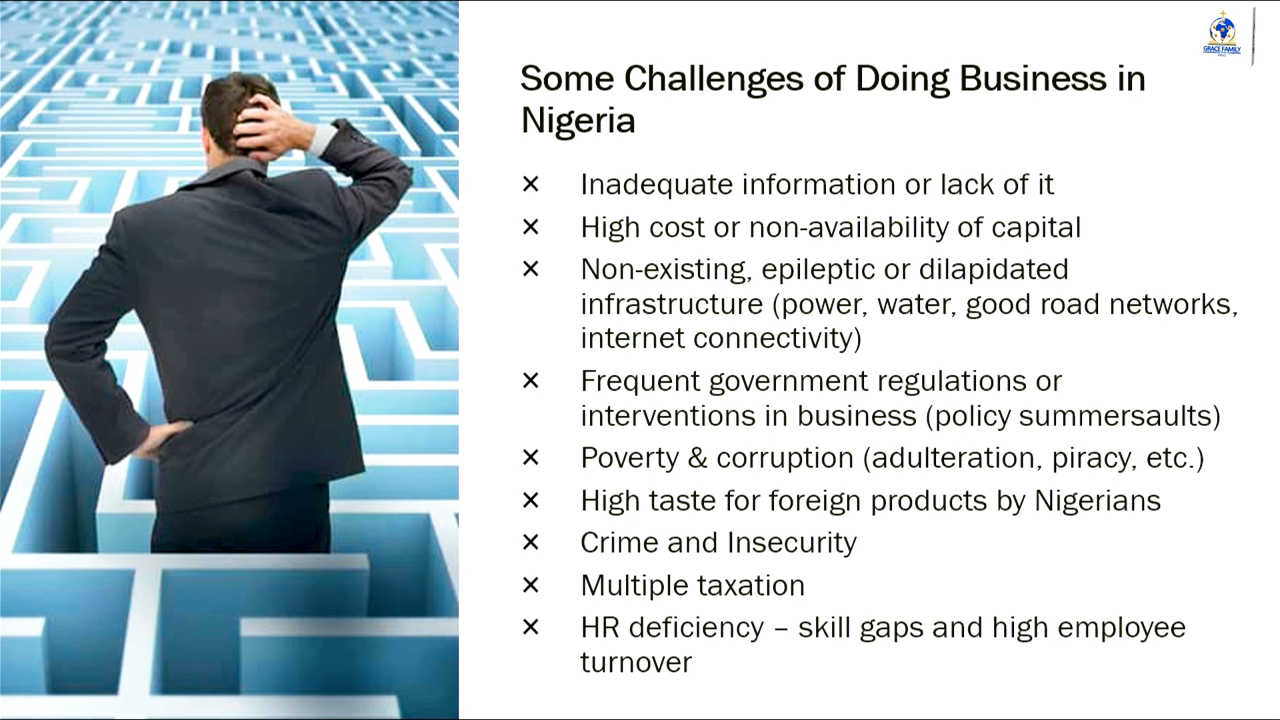 GRACE FAMILY
Some Challenges of Doing Business in
Nigeria
× Inadequate information or lack of it
× High cost or non-availability of capital
× Non-existing, epileptic or dilapidated
infrastructure (power, water, good road networks,
internet connectivity)
× Frequent government regulations or
interventions in business (policy summersaults)
× Poverty & corruption (adulteration, piracy, etc.)
× High taste for foreign products by Nigerians
× Crime and Insecurity
× Multiple taxation
× HR deficiency – skill gaps and high employee
turnover